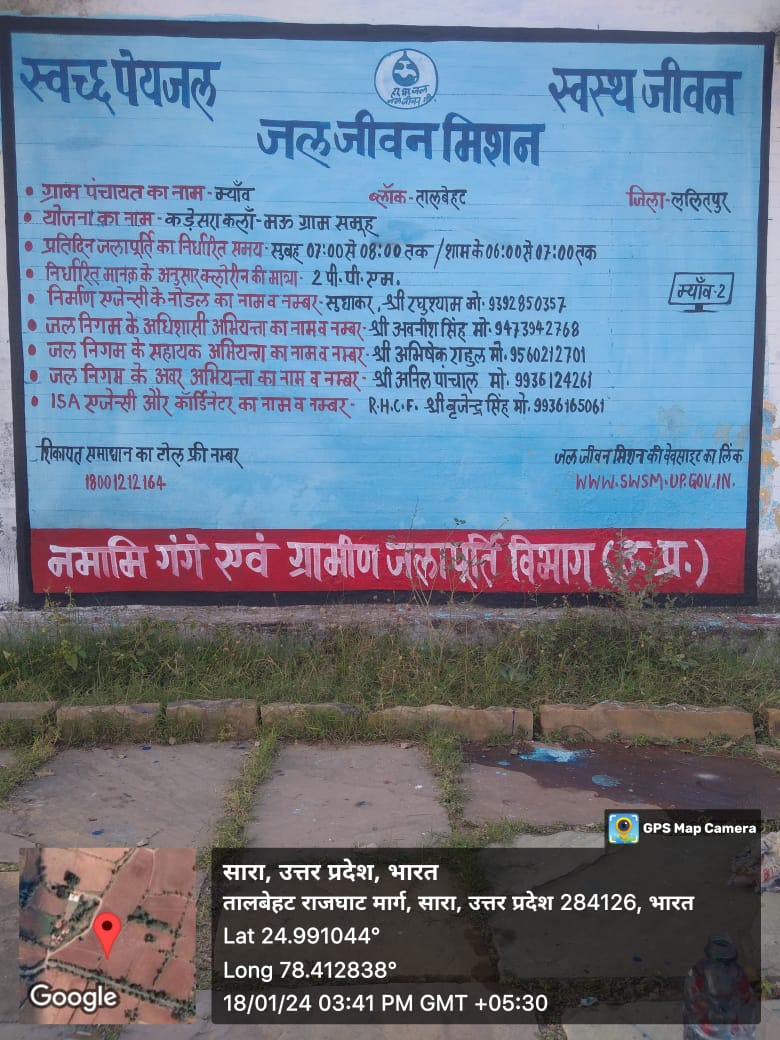 स्वच्छ पेयजल
हर घर जल
जल जीवन मि.
स्वस्थ जीवन
जल जीवन मिशन
• ग्राम पंचायत का नाम - म्याँव ब्लॉक - तालबेहट जिला - ललितपुर
• योजना का नाम - कड़ेसरा कलाँ - मऊ ग्राम समूह
• प्रतिदिन जलापूर्ति का निर्धारित समय - सुबह 07:00 से 08:00 तक / शाम के 06:00 से 07:00 तक
• निर्धारित मानक के अनुसार क्लोरीन की मात्रा - 2 पी. पी. एम.
म्याँव-2
• निर्माण एजेन्सी के नोडल का नाम व नम्बर - सुधाकर, श्री रघुश्याम मो. 9392850357
• जल निगम के अधिशासी अभियन्ता का नाम व नम्बर - श्री अवनीश सिंह मो. 9473942768
• जल निगम के सहायक अभियन्ता का नाम व नम्बर - श्री अभिषेक राहुल मो. 9560212701
• जल निगम के अवर अभियन्ता का नाम व नम्बर - श्री अनिल पांचाल मो. 9936124261
• ISA एजेन्सी और कॉर्डिनेटर का नाम व नम्बर - R.H.C.F. श्री बृजेन्द्र सिंह मो. 9936165061
शिकायत समाधान का टोल फ्री नम्बर
18001212164
जल जीवन मिशन की वेबसाइट का लिंक
WWW.SWSM.UP.GOV.IN.
नमामि गंगे एवं ग्रामीण जलापूर्ति विभाग (उ.प्र.)
GPS Map Camera
सारा, उत्तर प्रदेश, भारत
तालबेहट राजघाट मार्ग, सारा, उत्तर प्रदेश 284126, भारत
Lat 24.991044°
Long 78.412838°
18/01/24 03:41 PM GMT +05:30
Google